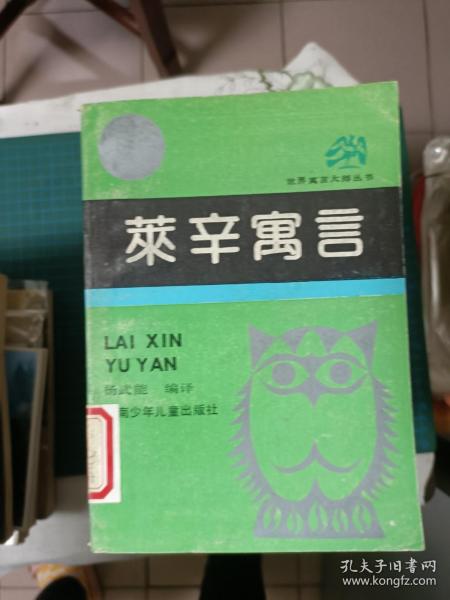 世界寓言大师丛书
萊辛寓言
LAI XIN
YU YAN
杨武能 编译
南少年儿童出版社
孔夫子旧书网
www.kongfz.com